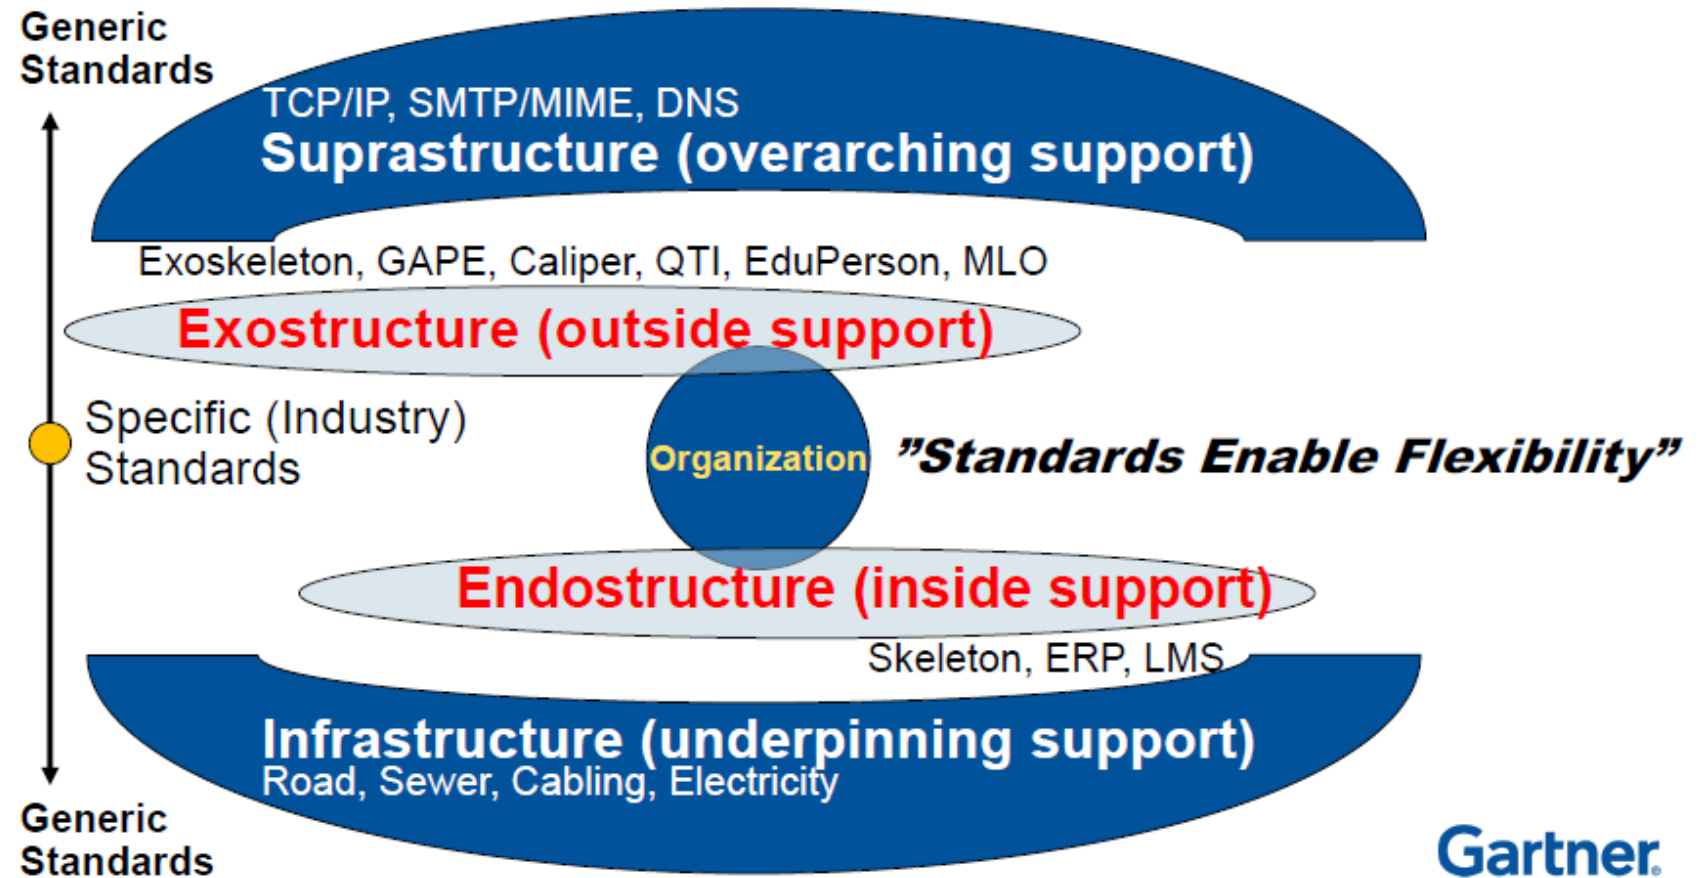 Generic
Standards
TCP/IP, SMTP/MIME, DNS
Suprastructure (overarching support)
Exoskeleton, GAPE, Caliper, QTI, EduPerson, MLO
Exostructure (outside support)
Specific (Industry)
Standards
Organization
”Standards Enable Flexibility”
Endostructure (inside support)
Skeleton, ERP, LMS
Infrastructure (underpinning support)
Road, Sewer, Cabling, Electricity
Generic
Standards
Gartner®